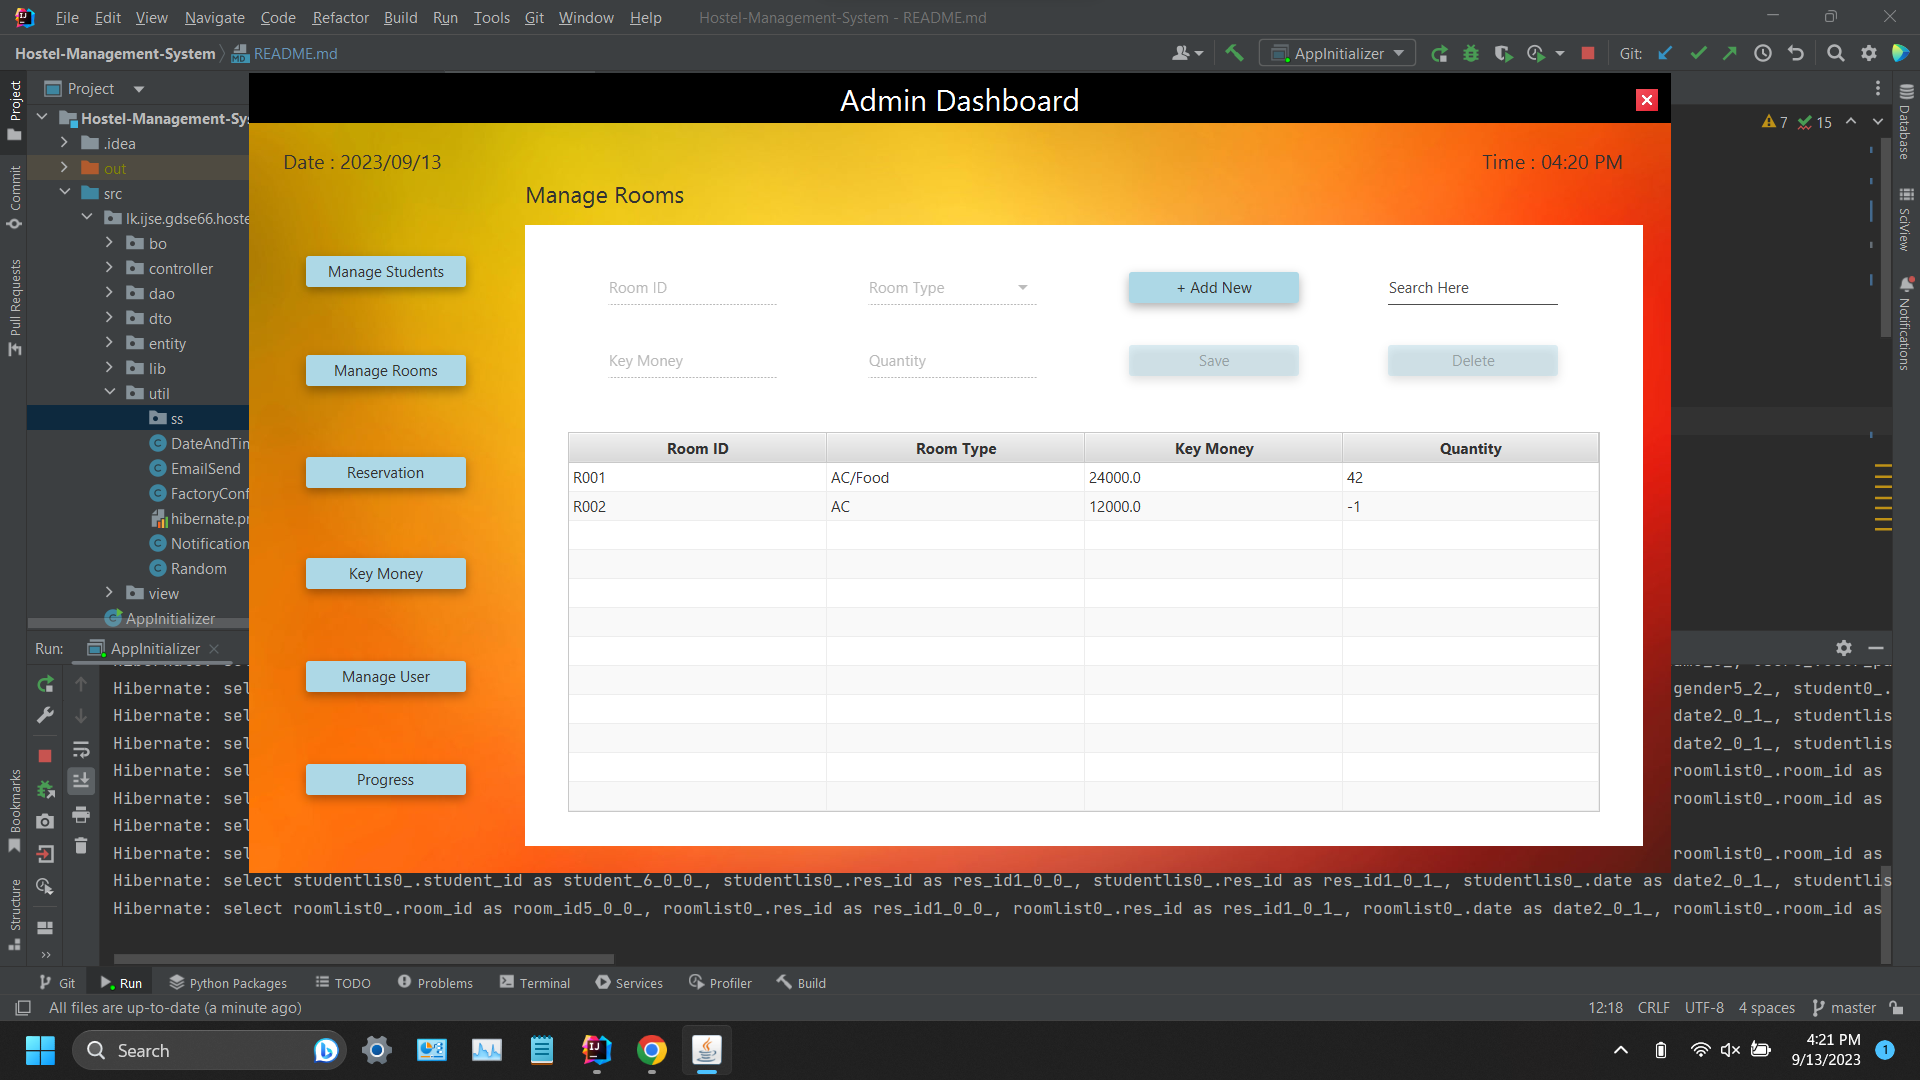 File Edit View Navigate Code Refactor Build Run Tools Git Window Help Hostel-Management-System - README.md
Hostel-Management-System README.md AppInitializer Git:
Project
Admin Dashboard
Hostel-Management-Sy
.idea
out
src
lk.ijse.gdse66.hoste
bo
controller
dao
dto
entity
lib
util
ss
DateAndTin
EmailSend
FactoryConf
hibernate.pr
Notification
Random
view
AppInitializer
Project
Commit
Pull Requests
Bookmarks
Structure
7 15
Database
SciView
Notifications
Date : 2023/09/13
Time : 04:20 PM
Manage Rooms
Manage Students
Manage Rooms
Reservation
Key Money
Manage User
Progress
Room ID Room Type + Add New Search Here
Key Money Quantity Save Delete
Room ID Room Type Key Money Quantity
R001 AC/Food 24000.0 42
R002 AC 12000.0 -1
Run: AppInitializer
Hibernate: sel gender5_2_, student0_.
Hibernate: sel date2_0_1_, studentlis
Hibernate: sel date2_0_1_, studentlis
Hibernate: sel roomlist0_.room_id as
Hibernate: sel roomlist0_.room_id as
Hibernate: sel
Hibernate: sel roomlist0_.room_id as
Hibernate: select studentlis0_.student_id as student_6_0_0_, studentlis0_.res_id as res_id1_0_0_, studentlis0_.res_id as res_id1_0_1_, studentlis0_.date as date2_0_1_, studentlis
Hibernate: select roomlist0_.room_id as room_id5_0_0_, roomlist0_.res_id as res_id1_0_0_, roomlist0_.res_id as res_id1_0_1_, roomlist0_.date as date2_0_1_, roomlist0_.room_id as
Git Run Python Packages TODO Problems Terminal Services Profiler Build
All files are up-to-date (a minute ago) 12:18 CRLF UTF-8 4 spaces master
Search
4:21 PM
9/13/2023
1